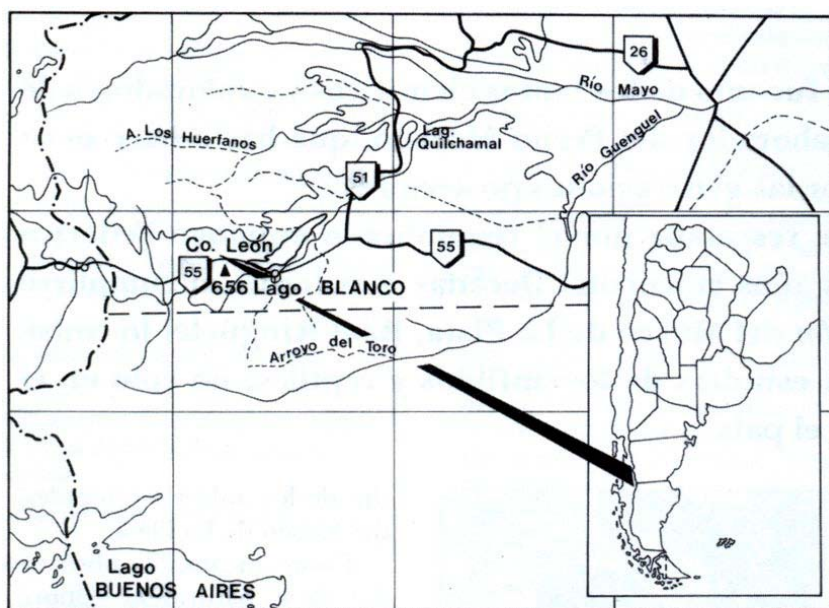 26
Río Mayo
Lag.
Quilchamal
A. Los Huerfanos
Río Guenguel
51
Co. León
55
55
656 Lago BLANCO
Arroyo del Toro
Lago
BUENOS AIRES